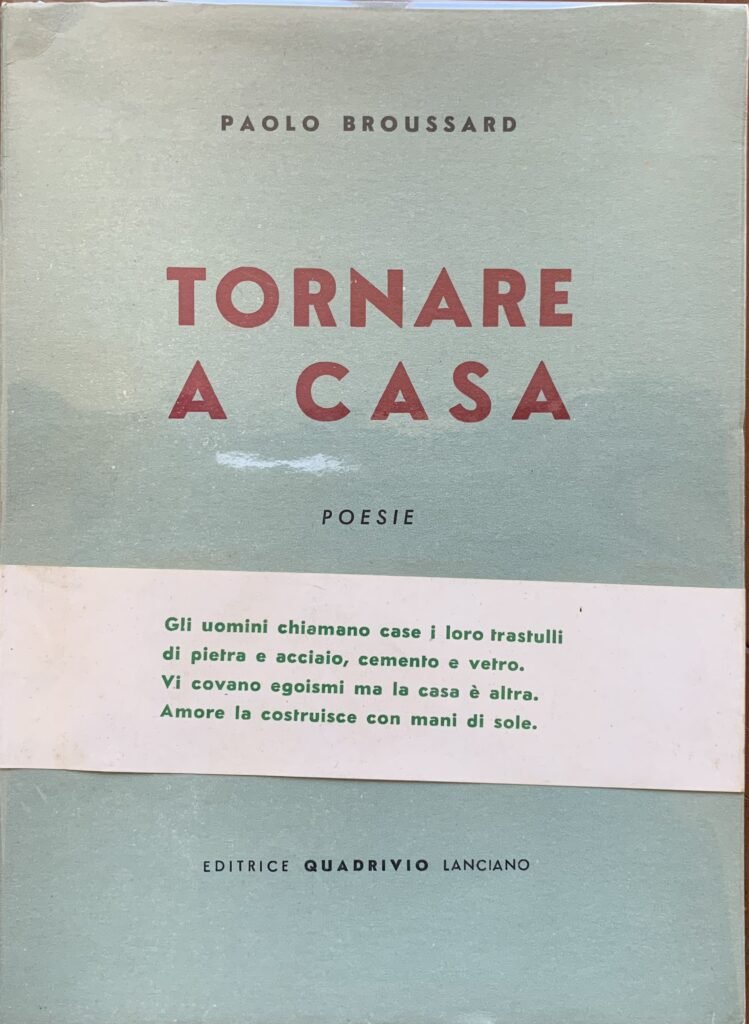 PAOLO BROUSSARD
TORNARE
A CASA
POESIE
Gli uomini chiamano case i loro trastulli
di pietra e acciaio, cemento e vetro.
Vi covano egoismi ma la casa è altra.
Amore la costruisce con mani di sole.
EDITRICE QUADRIVIO LANCIANO